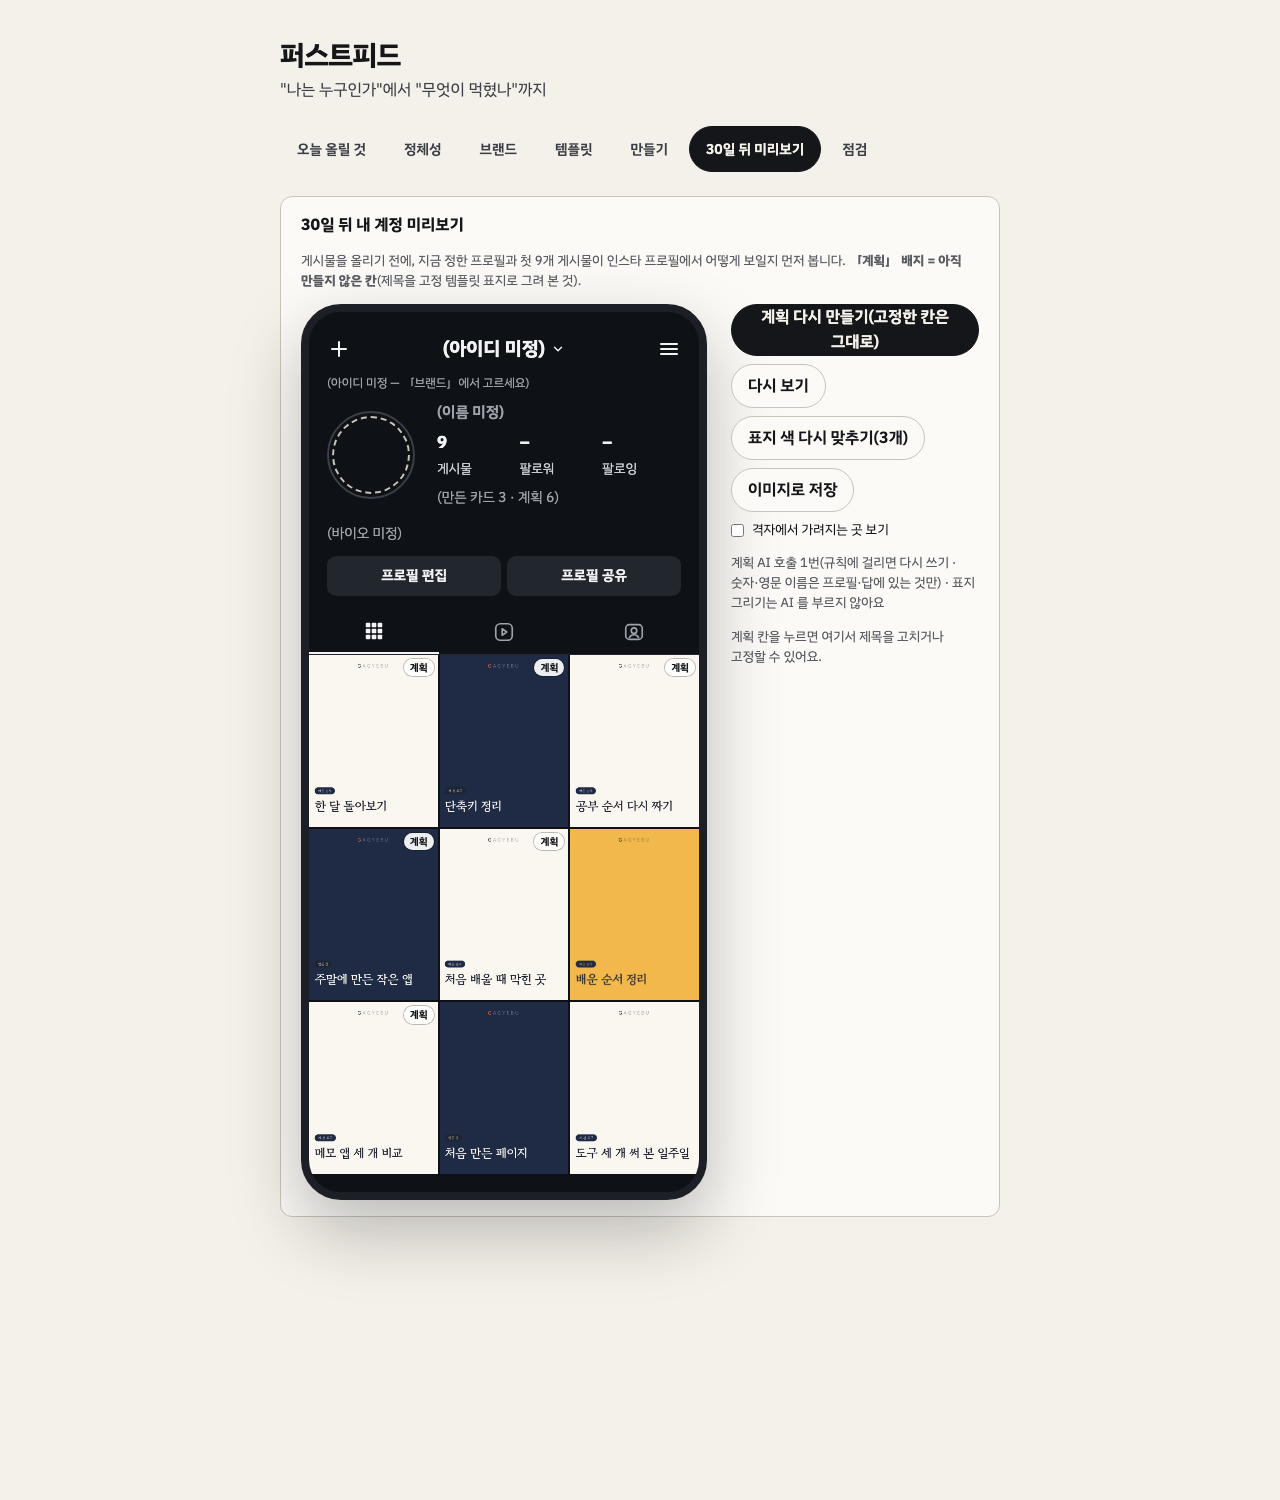 퍼스트피드
"나는 누구인가"에서 "무엇이 먹혔나"까지
오늘 올릴 것 정체성 브랜드 템플릿 만들기 30일 뒤 미리보기 점검
30일 뒤 내 계정 미리보기
게시물을 올리기 전에, 지금 정한 프로필과 첫 9개 게시물이 인스타 프로필에서 어떻게 보일지 먼저 봅니다. 「계획」 배지 = 아직
만들지 않은 칸(제목을 고정 템플릿 표지로 그려 본 것).
(아이디 미정)
(아이디 미정 — 「브랜드」에서 고르세요)
(이름 미정)
9 – –
게시물 팔로워 팔로잉
(만든 카드 3 · 계획 6)
(바이오 미정)
프로필 편집 프로필 공유
GAGYEBU 계획 GAGYEBU 계획 GAGYEBU 계획
한 달 돌아보기 단축키 정리 공부 순서 다시 짜기
GAGYEBU 계획 GAGYEBU 계획 GAGYEBU
주말에 만든 작은 앱 처음 배울 때 막힌 곳 배운 순서 정리
GAGYEBU 계획 GAGYEBU GAGYEBU
메모 앱 세 개 비교 처음 만든 페이지 도구 세 개 써 본 일주일
계획 다시 만들기(고정한 칸은
그대로)
다시 보기
표지 색 다시 맞추기(3개)
이미지로 저장
격자에서 가려지는 곳 보기
계획 AI 호출 1번(규칙에 걸리면 다시 쓰기 ·
숫자·영문 이름은 프로필·답에 있는 것만) · 표지
그리기는 AI 를 부르지 않아요
계획 칸을 누르면 여기서 제목을 고치거나
고정할 수 있어요.